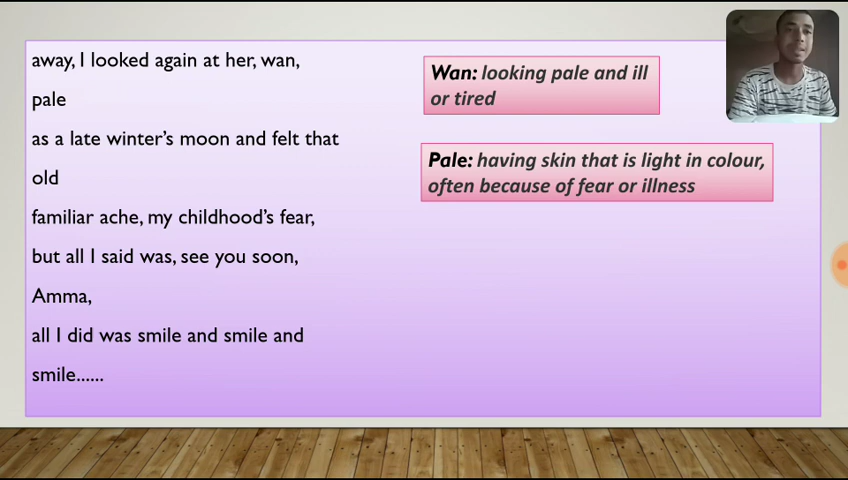 away, I looked again at her, wan,
pale
as a late winter's moon and felt that
old
familiar ache, my childhood's fear,
but all I said was, see you soon,
Amma,
all I did was smile and smile and
smile......
Wan: looking pale and ill
or tired
Pale: having skin that is light in colour,
often because of fear or illness